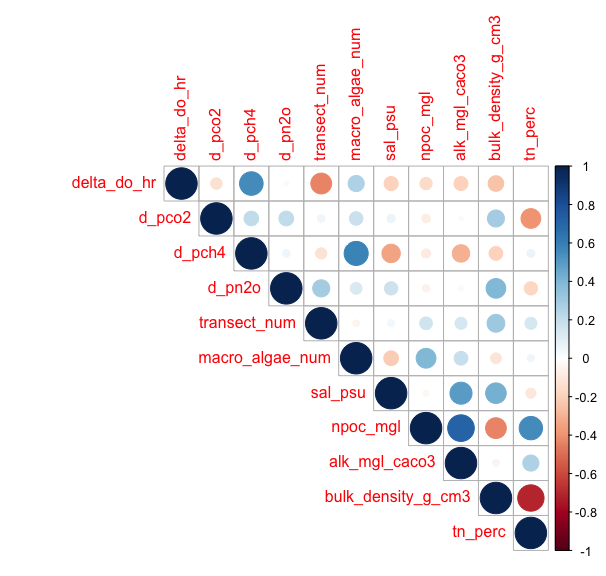 delta_do_hr
d_pco2
d_pch4
d_pn2o
transect_num
macro_algae_num
sal_psu
npoc_mgl
alk_mgl_caco3
bulk_density_g_cm3
tn_perc
delta_do_hr
d_pco2
d_pch4
d_pn2o
transect_num
macro_algae_num
sal_psu
npoc_mgl
alk_mgl_caco3
bulk_density_g_cm3
tn_perc
1
0.8
0.6
0.4
0.2
0
-0.2
-0.4
-0.6
-0.8
-1